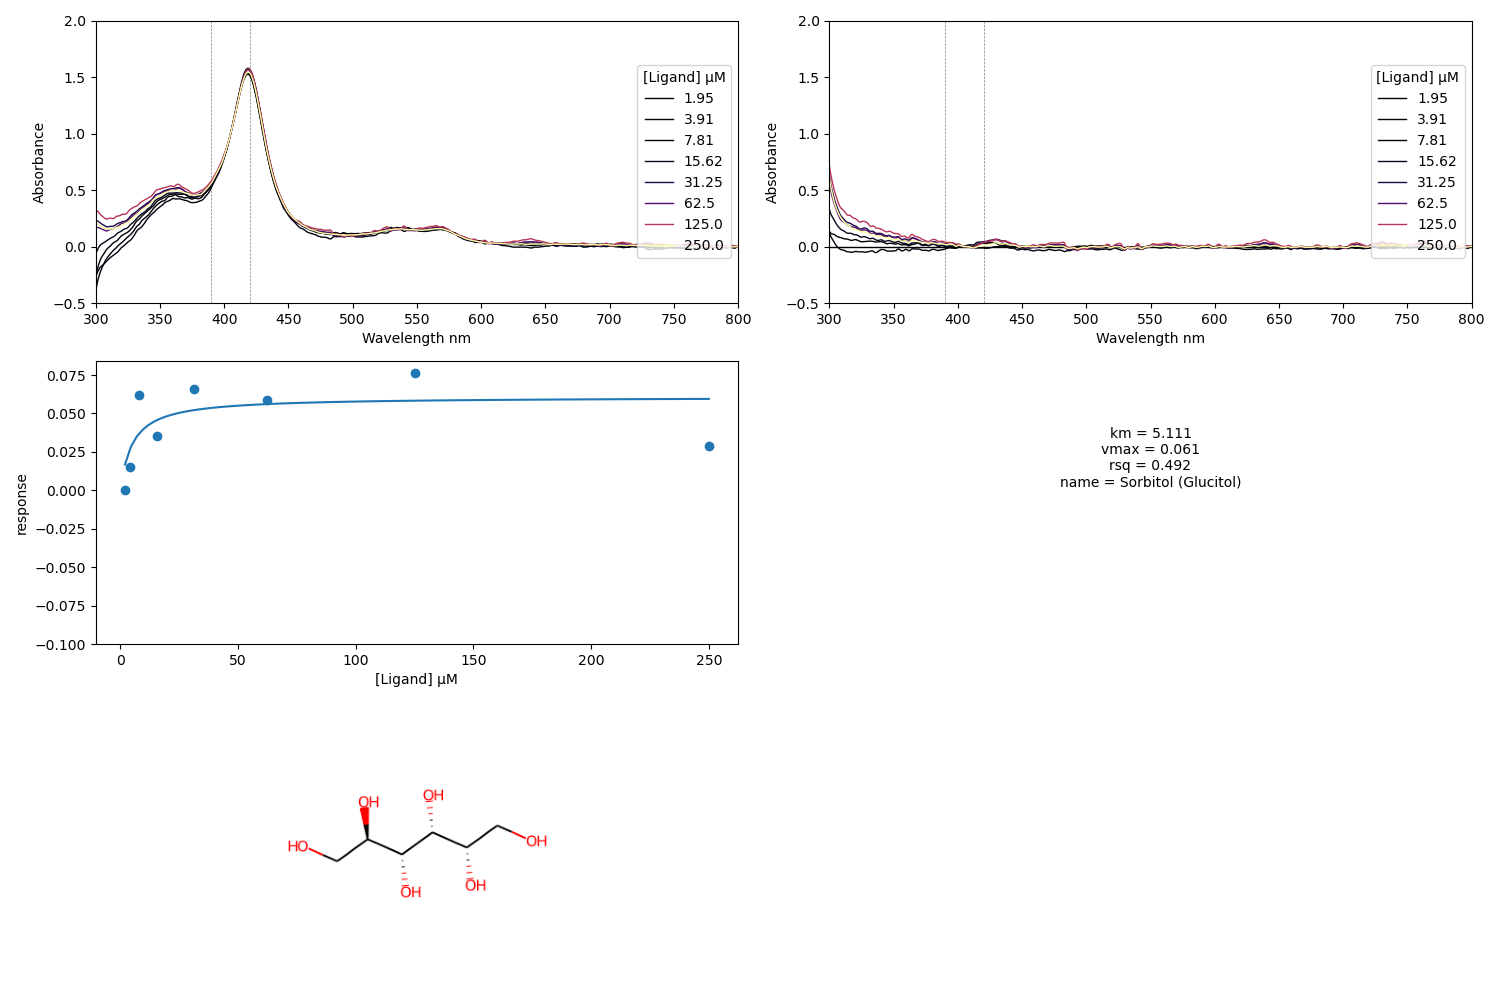 2.0
1.5
1.0
0.5
0.0
−0.5
Absorbance
300 350 400 450 500 550 600 650 700 750 800
Wavelength nm
[Ligand] μM
1.95
3.91
7.81
15.62
31.25
62.5
125.0
250.0
2.0
1.5
1.0
0.5
0.0
−0.5
Absorbance
300 350 400 450 500 550 600 650 700 750 800
Wavelength nm
[Ligand] μM
1.95
3.91
7.81
15.62
31.25
62.5
125.0
250.0
0.075
0.050
0.025
0.000
−0.025
−0.050
−0.075
−0.100
response
0 50 100 150 200 250
[Ligand] μM
km = 5.111
vmax = 0.061
rsq = 0.492
name = Sorbitol (Glucitol)
OH
OH
HO
OH
OH
OH